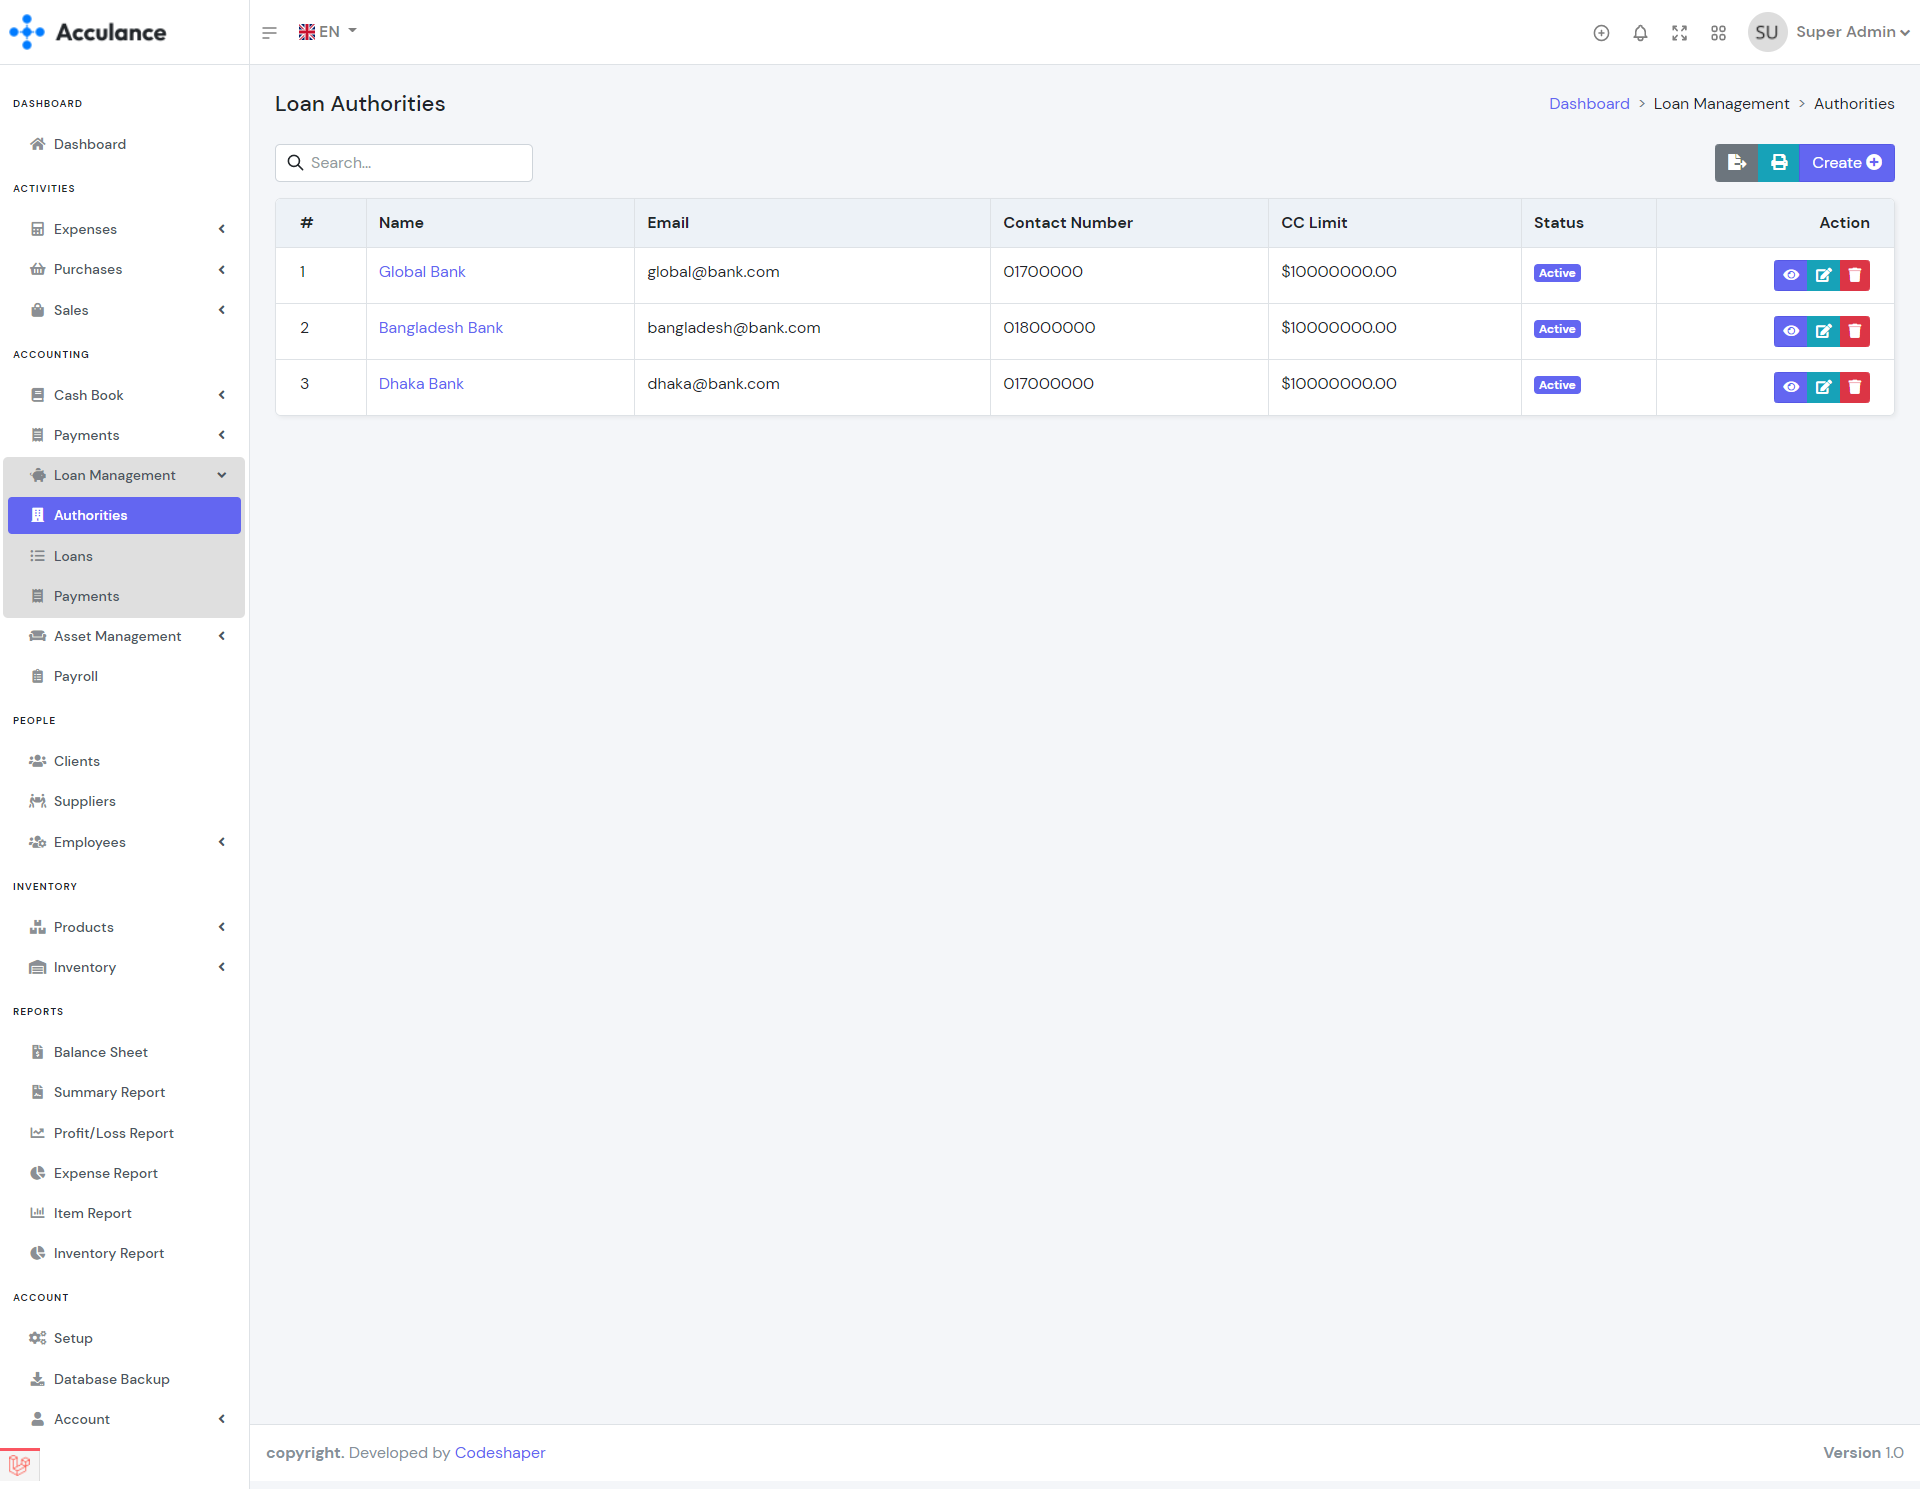 Acculance
EN
SU
Super Admin
DASHBOARD
Dashboard
ACTIVITIES
Expenses
Purchases
Sales
ACCOUNTING
Cash Book
Payments
Loan Management
Authorities
Loans
Payments
Asset Management
Payroll
PEOPLE
Clients
Suppliers
Employees
INVENTORY
Products
Inventory
REPORTS
Balance Sheet
Summary Report
Profit/Loss Report
Expense Report
Item Report
Inventory Report
ACCOUNT
Setup
Database Backup
Account
Loan Authorities
Dashboard > Loan Management > Authorities
Search...
Create
# Name Email Contact Number CC Limit Status Action
1 Global Bank global@bank.com 01700000 $10000000.00 Active
2 Bangladesh Bank bangladesh@bank.com 018000000 $10000000.00 Active
3 Dhaka Bank dhaka@bank.com 017000000 $10000000.00 Active
copyright. Developed by Codeshaper
Version 1.0